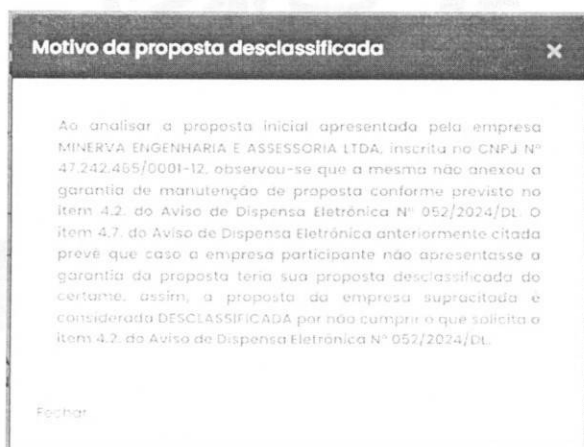 Motivo da proposta desclassificada ×
Ao analisar a proposta inicial apresentada pela empresa
MINERVA ENGENHARIA E ASSESSORIA LTDA, inscrita no CNPJ Nº
47.242.465/0001-12, observou-se que a mesma não anexou a
garantia de manutenção de proposta conforme previsto no
item 4.2. do Aviso de Dispensa Eletrônica Nº 052/2024/DL. O
item 4.7. do Aviso de Dispensa Eletrônica anteriormente citada
prevê que caso a empresa participante não apresentasse a
garantia da proposta teria sua proposta desclassificada do
certame, assim, a proposta da empresa supracitada é
considerada DESCLASSIFICADA por não cumprir o que solicita o
item 4.2. do Aviso de Dispensa Eletrônica Nº 052/2024/DL.
Fechar